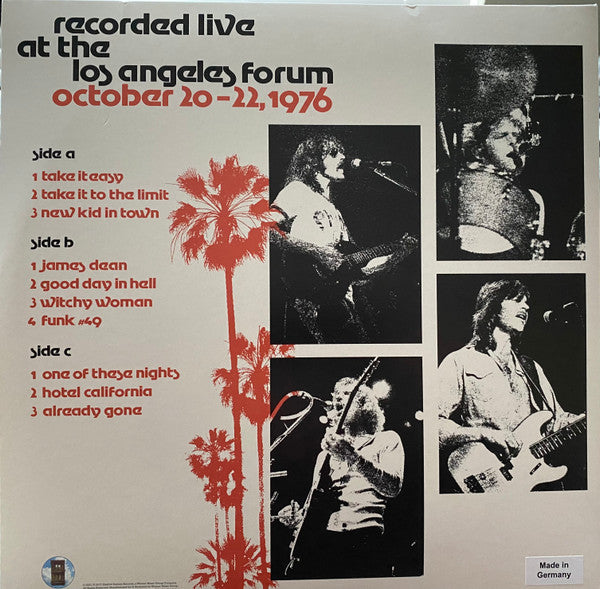 recorded live
at the
los angeles forum
october 20-22, 1976
side a
1 take it easy
2 take it to the limit
3 new kid in town
side b
1 james dean
2 good day in hell
3 witchy woman
4 funk #49
side c
1 one of these nights
2 hotel california
3 already gone
Made in
Germany